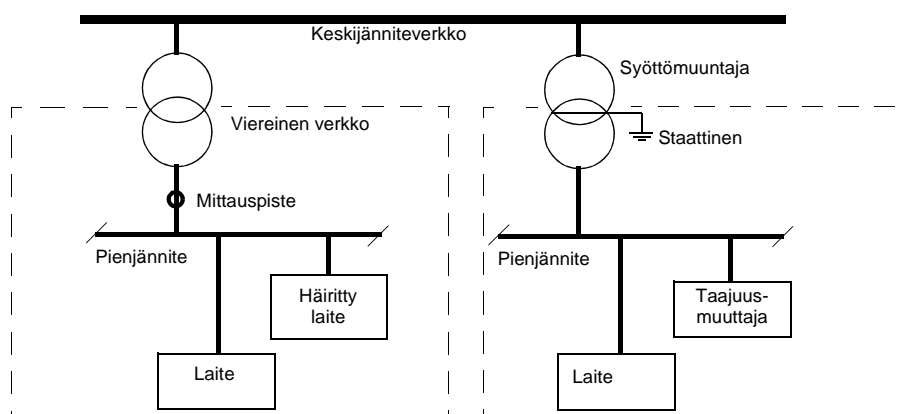 Keskijänniteverkko
Syöttömuuntaja
Viereinen verkko
Staattinen
Mittauspiste
Pienjännite
Pienjännite
Häiritty
laite
Taajuus-
muuttaja
Laite
Laite